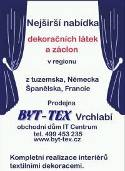 Nejširší nabídka
dekoračních látek
a záclon
v regionu
z tuzemska, Německa
Španělska, Francie
Prodejna
BYT - TEX Vrchlabí
obchodní dům IT Centrum
tel. 499 453 235
www.byt-tex.cz
Kompletní realizace interiérů
textilními dekoracemi.